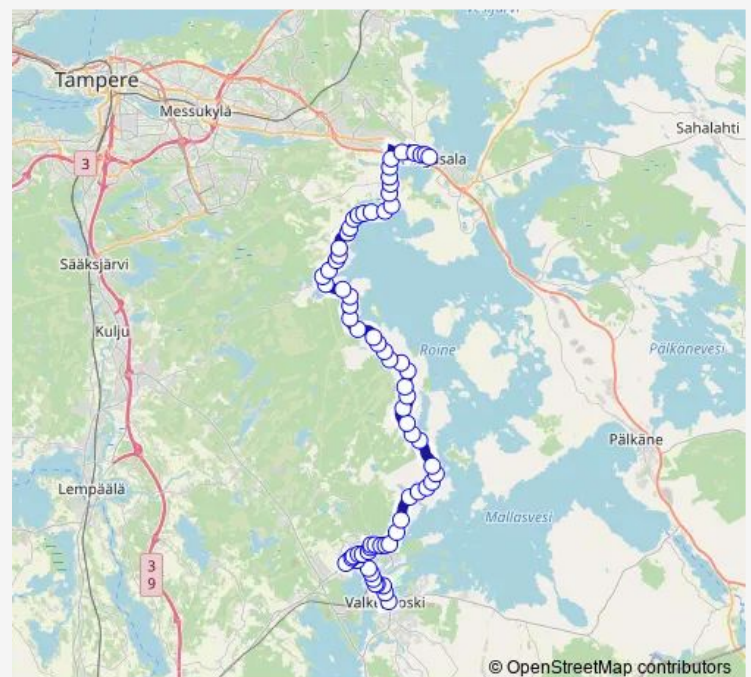 Tampere
Messukylä
Sahalahti
3
Sääksjärvi
Kulju
Roine
Pälkänevesi
Pälkäne
Lempäälä
Mallasvesi
3
9
© OpenStreetMap contributors